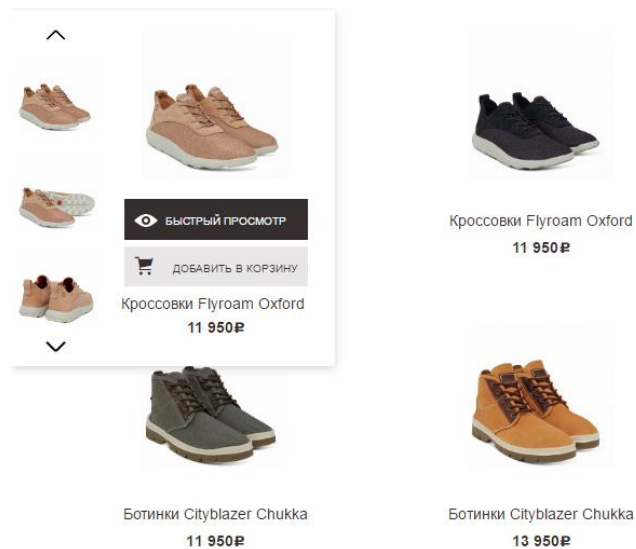 БЫСТРЫЙ ПРОСМОТР
ДОБАВИТЬ В КОРЗИНУ
Кроссовки Flyroam Oxford
11 950₽
Кроссовки Flyroam Oxford
11 950₽
Ботинки Cityblazer Chukka
11 950₽
Ботинки Cityblazer Chukka
13 950₽